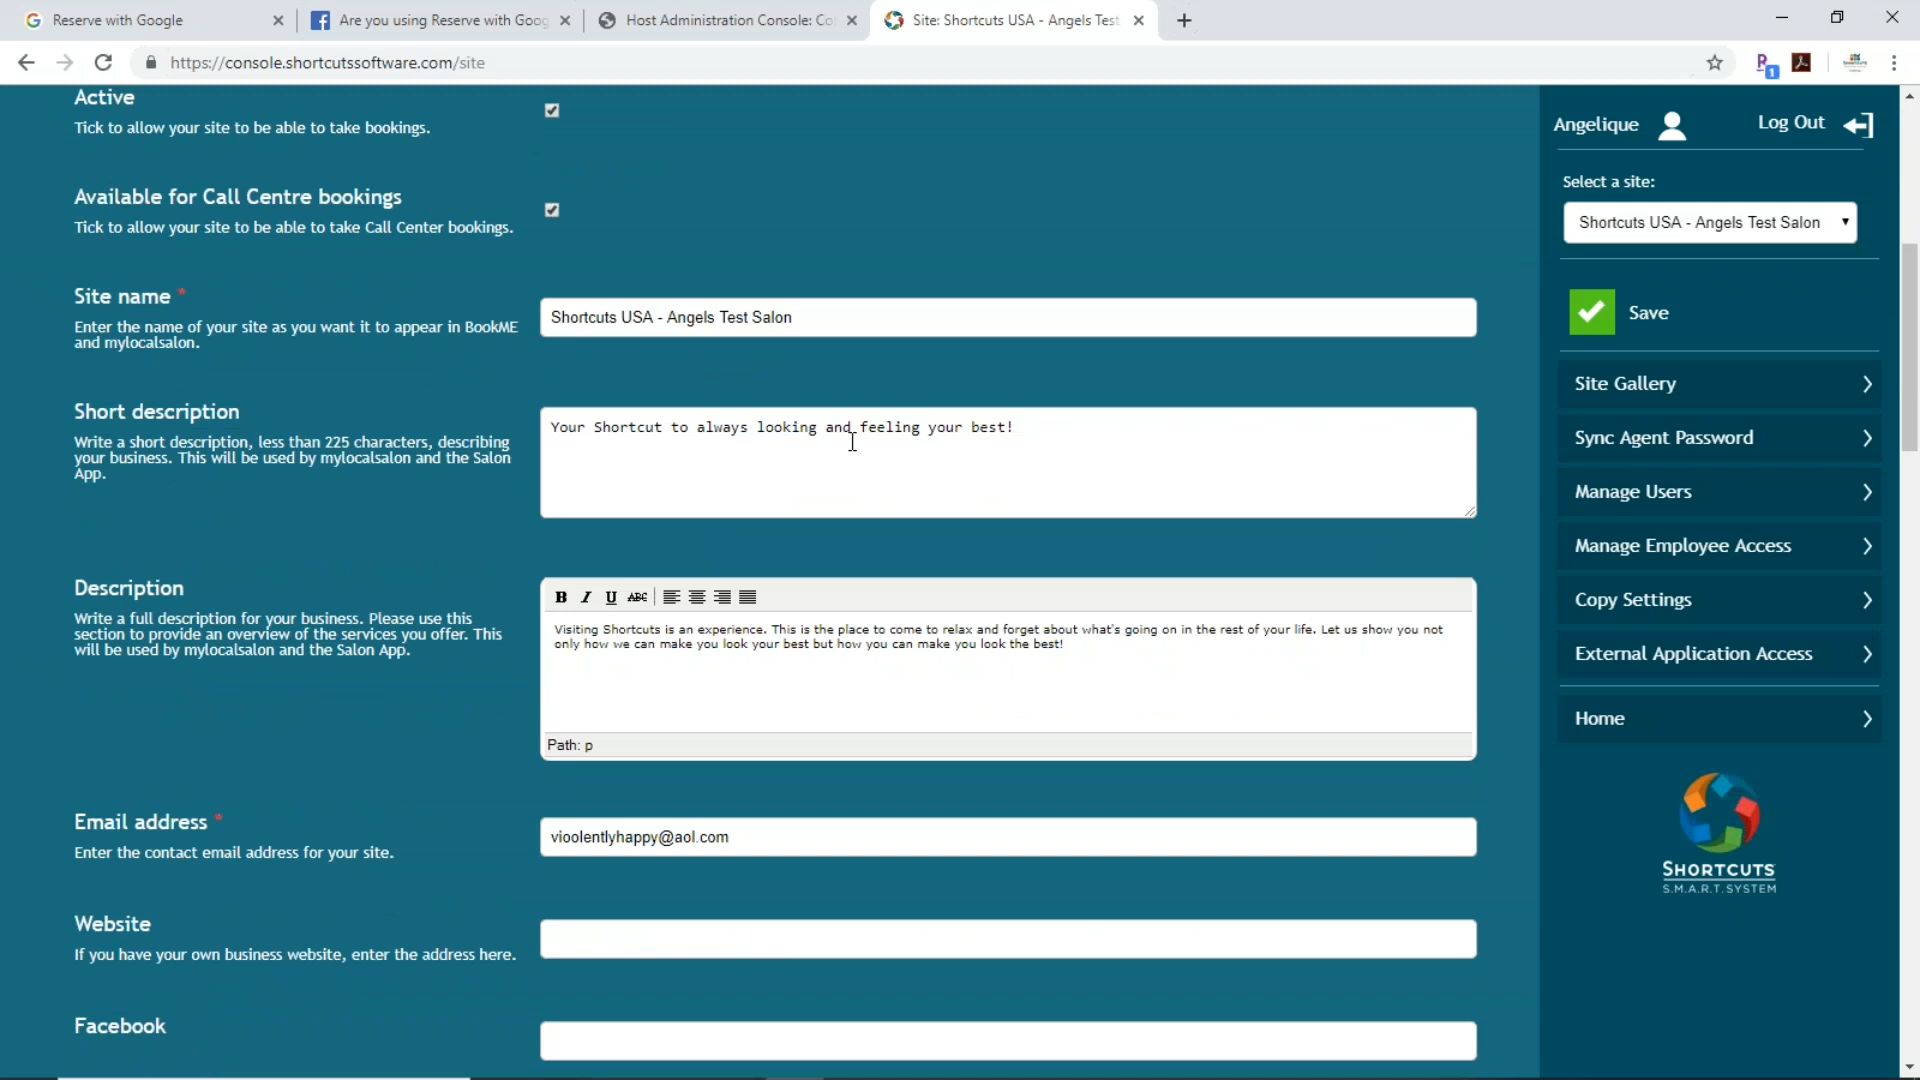 Reserve with Google
Are you using Reserve with Goog
Host Administration Console: Co
Site: Shortcuts USA - Angels Test
https://console.shortcutssoftware.com/site
1
Active
Tick to allow your site to be able to take bookings.
Available for Call Centre bookings
Tick to allow your site to be able to take Call Center bookings.
Site name *
Enter the name of your site as you want it to appear in BookME
and mylocalsalon.
Shortcuts USA - Angels Test Salon
Short description
Write a short description, less than 225 characters, describing
your business. This will be used by mylocalsalon and the Salon
App.
Your Shortcut to always looking and feeling your best!
Description
Write a full description for your business. Please use this
section to provide an overview of the services you offer. This
will be used by mylocalsalon and the Salon App.
B I U ABC
Visiting Shortcuts is an experience. This is the place to come to relax and forget about what's going on in the rest of your life. Let us show you not
only how we can make you look your best but how you can make you look the best!
Path: p
Email address *
Enter the contact email address for your site.
vioolentlyhappy@aol.com
Website
If you have your own business website, enter the address here.
Facebook
Angelique
Log Out
Select a site:
Shortcuts USA - Angels Test Salon
Save
Site Gallery
Sync Agent Password
Manage Users
Manage Employee Access
Copy Settings
External Application Access
Home
SHORTCUTS
S.M.A.R.T.SYSTEM